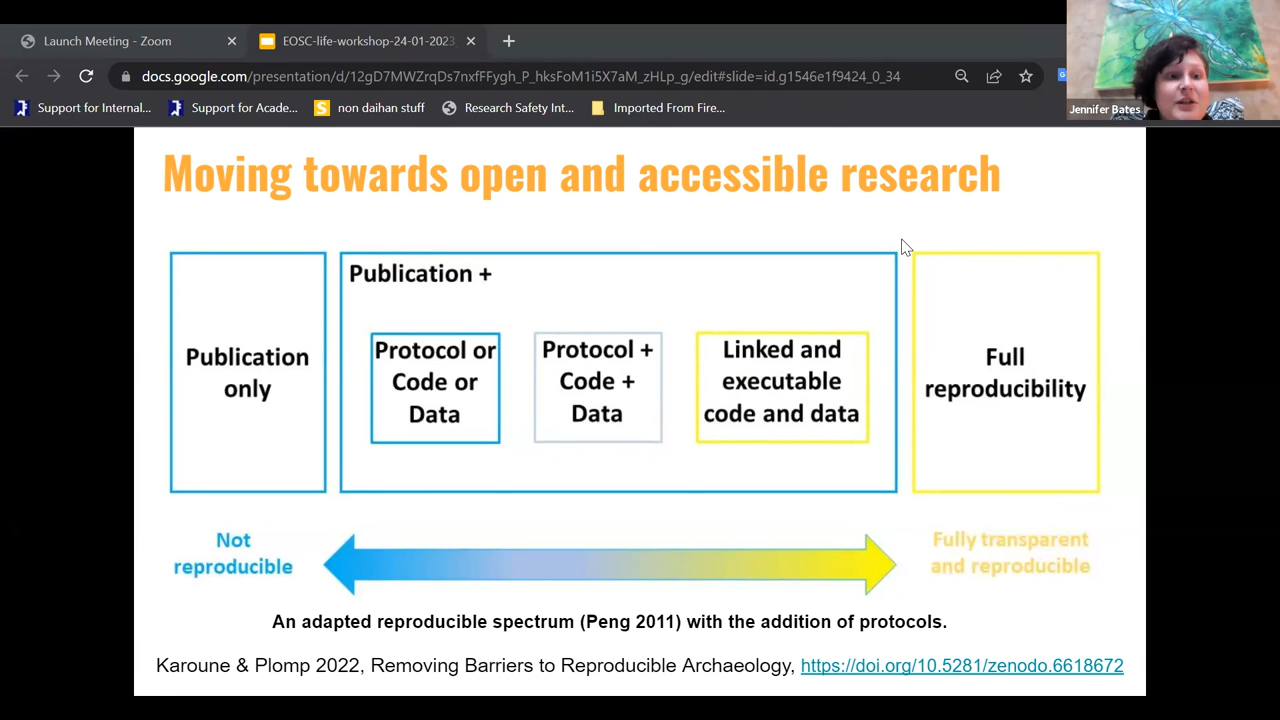 Launch Meeting - Zoom
EOSC-life-workshop-24-01-2023
docs.google.com/presentation/d/12gD7MWZrqDs7nxfFFygh_P_hksFoM1i5X7aM_zHLp_g/edit#slide=id.g1546e1f9424_0_34
Support for Internal... Support for Acade... non daihan stuff Research Safety Int... Imported From Fire...
Jennifer Bates
Moving towards open and accessible research
Publication
only
Publication +
Protocol or
Code or
Data
Protocol +
Code +
Data
Linked and
executable
code and data
Full
reproducibility
Not
reproducible
Fully transparent
and reproducible
An adapted reproducible spectrum (Peng 2011) with the addition of protocols.
Karoune & Plomp 2022, Removing Barriers to Reproducible Archaeology, https://doi.org/10.5281/zenodo.6618672